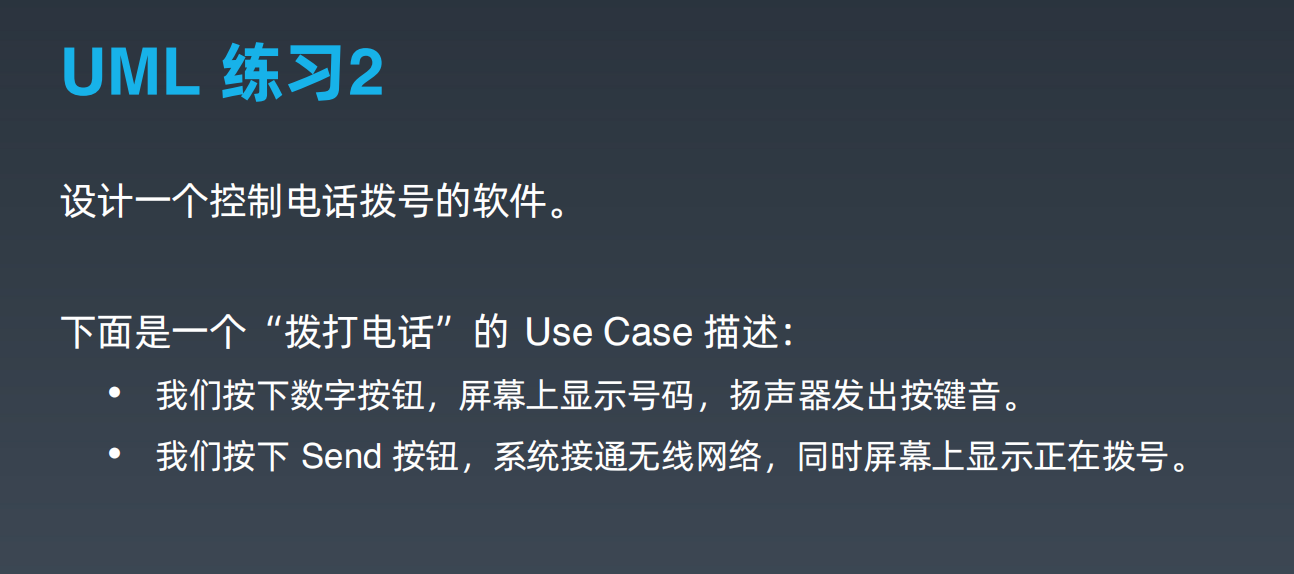 UML 练习2
设计一个控制电话拨号的软件。
下面是一个“拨打电话”的 Use Case 描述：
• 我们按下数字按钮，屏幕上显示号码，扬声器发出按键音。
• 我们按下 Send 按钮，系统接通无线网络，同时屏幕上显示正在拨号。